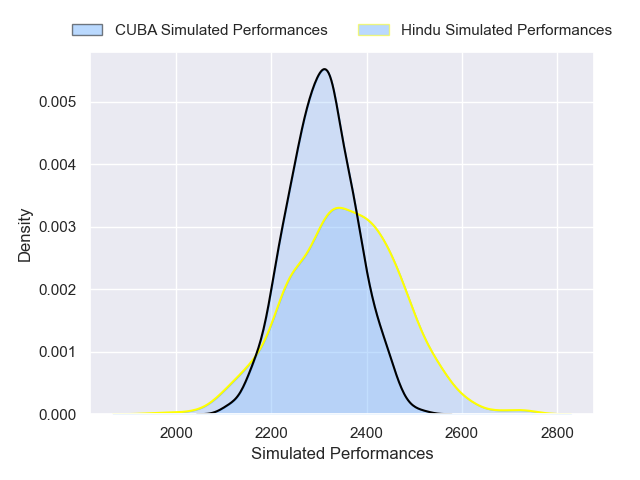 CUBA Simulated Performances Hindu Simulated Performances
0.005
0.004
0.003
0.002
0.001
0.000
Density
2000 2200 2400 2600 2800
Simulated Performances